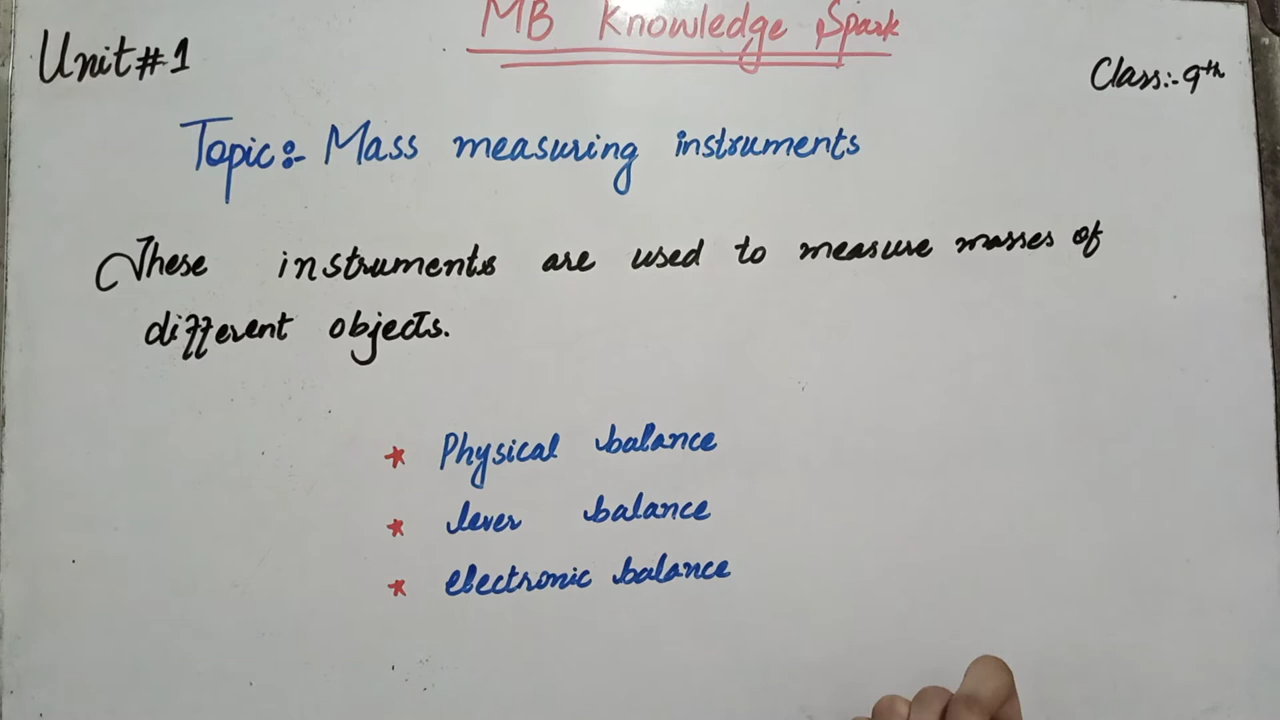 MB Knowledge Spark
Unit#1
Class:-9th
Topic:- Mass measuring instruments
These instruments are used to measure masses of
different objects.
* Physical balance
* lever balance
* electronic balance